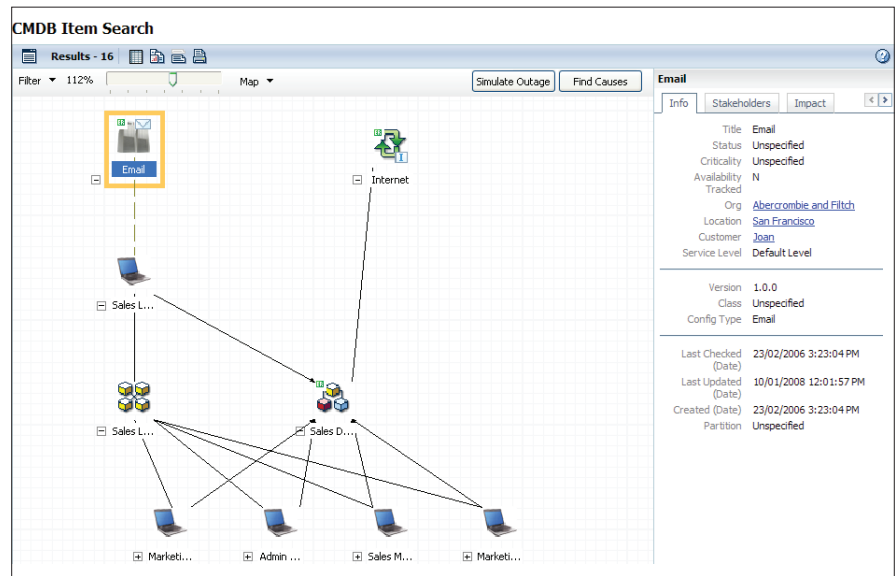 CMDB Item Search
Results - 16
Filter 112% Map Simulate Outage Find Causes
Email
Info Stakeholders Impact
Email
Internet
Sales L...
Sales L...
Sales D...
Marketi...
Admin ...
Sales M...
Marketi...
Title Email
Status Unspecified
Criticality Unspecified
Availability N
Tracked
Org Abercrombie and Filtch
Location San Francisco
Customer Joan
Service Level Default Level
Version 1.0.0
Class Unspecified
Config Type Email
Last Checked 23/02/2006 3:23:04 PM
(Date)
Last Updated 10/01/2008 12:01:57 PM
(Date)
Created (Date) 23/02/2006 3:23:04 PM
Partition Unspecified